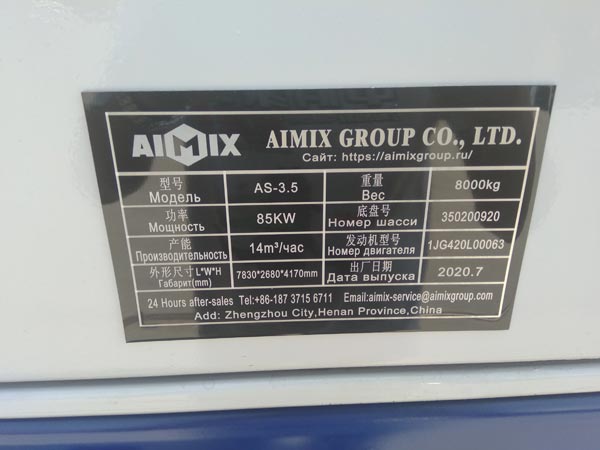 AIMIX AIMIX GROUP CO., LTD.
Сайт: https://aimixgroup.ru/
型号 AS-3.5 重量 8000kg
Модель Вес
功率 85KW 底盘号 350200920
Мощность Номер шасси
产能 14m³/час 发动机型号 1JG420L00063
Производительность Номер двигателя
外形尺寸L*W*H 7830*2680*4170mm 出厂日期 2020.7
Габарит(mm) Дата выпуска
24 Hours after-sales Tel:+86-187 3715 6711 Email:aimix-service@aimixgroup.com
Add: Zhengzhou City,Henan Province,China